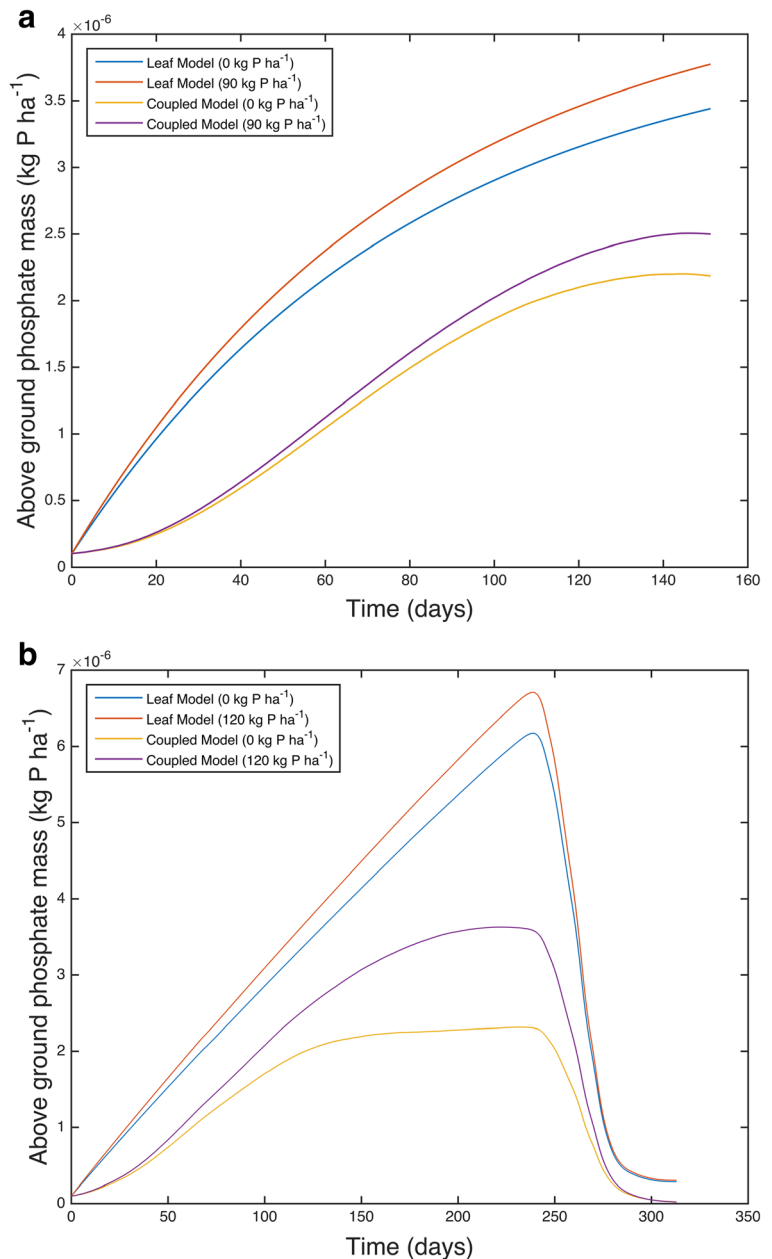 a
×10⁻⁶
4
3.5
3
2.5
2
1.5
1
0.5
0
Above ground phosphate mass (kg P ha⁻¹)
Leaf Model (0 kg P ha⁻¹)
Leaf Model (90 kg P ha⁻¹)
Coupled Model (0 kg P ha⁻¹)
Coupled Model (90 kg P ha⁻¹)
0 20 40 60 80 100 120 140 160
Time (days)
b
×10⁻⁶
7
6
5
4
3
2
1
0
Above ground phosphate mass (kg P ha⁻¹)
Leaf Model (0 kg P ha⁻¹)
Leaf Model (120 kg P ha⁻¹)
Coupled Model (0 kg P ha⁻¹)
Coupled Model (120 kg P ha⁻¹)
0 50 100 150 200 250 300 350
Time (days)